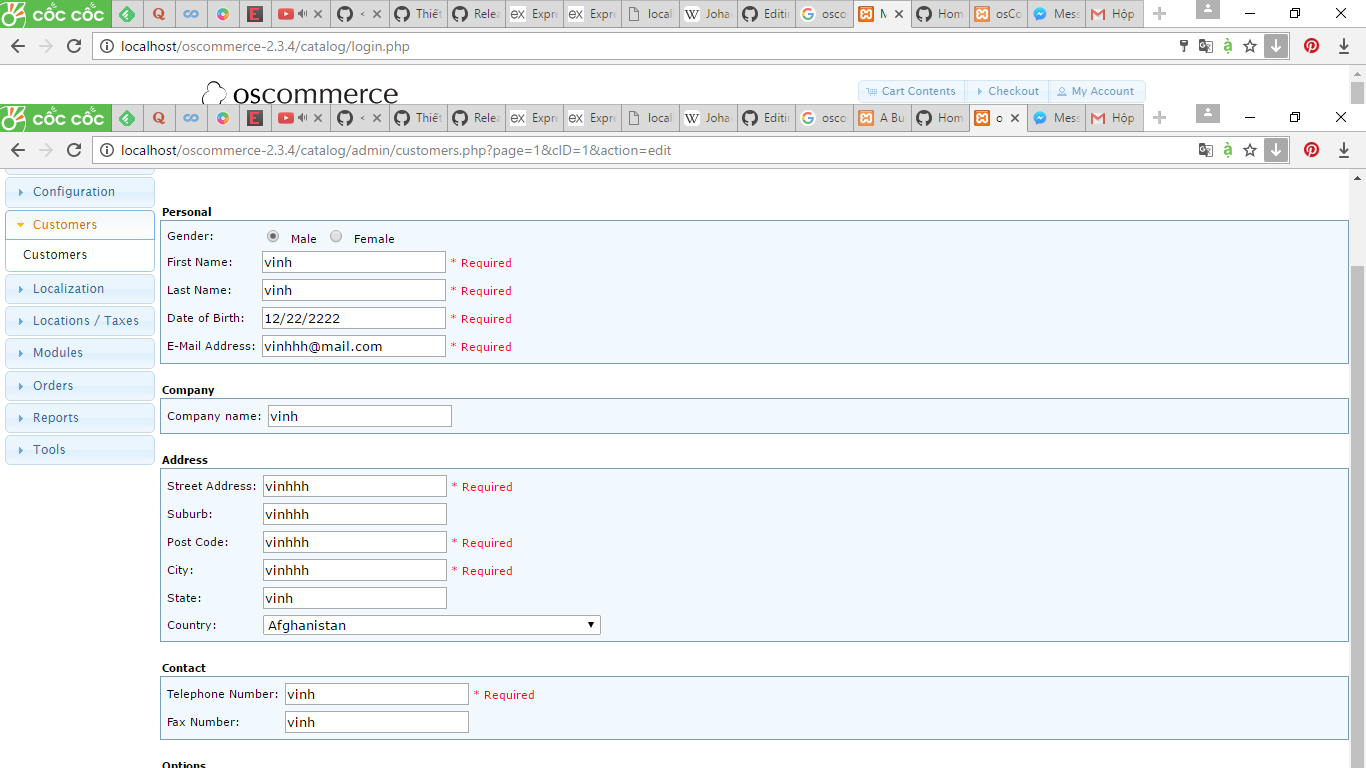 cốc cốc < Thiết Relea Expre Expre local Joha Editin osco M Hom osCo Mess Hộp
localhost/oscommerce-2.3.4/catalog/login.php
oscommerce Cart Contents Checkout My Account
cốc cốc < Thiết Relea Expre Expre local Joha Editin osco A Bu Hom o Mess Hộp
localhost/oscommerce-2.3.4/catalog/admin/customers.php?page=1&cID=1&action=edit
Configuration
Customers
Customers
Localization
Locations / Taxes
Modules
Orders
Reports
Tools
Personal
Gender: Male Female
First Name: vinh * Required
Last Name: vinh * Required
Date of Birth: 12/22/2222 * Required
E-Mail Address: vinhhh@mail.com * Required
Company
Company name: vinh
Address
Street Address: vinhhh * Required
Suburb: vinhhh
Post Code: vinhhh * Required
City: vinhhh * Required
State: vinh
Country: Afghanistan
Contact
Telephone Number: vinh * Required
Fax Number: vinh
Options